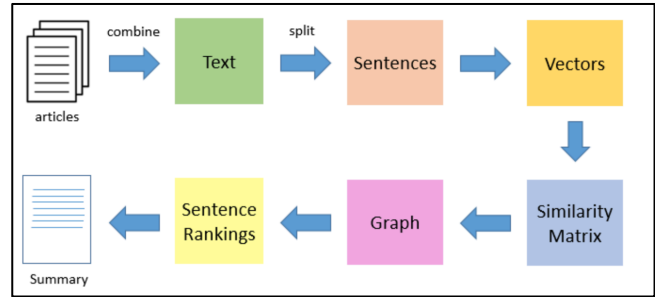 combine
split
Text
Sentences
Vectors
articles
Similarity
Matrix
Graph
Sentence
Rankings
Summary